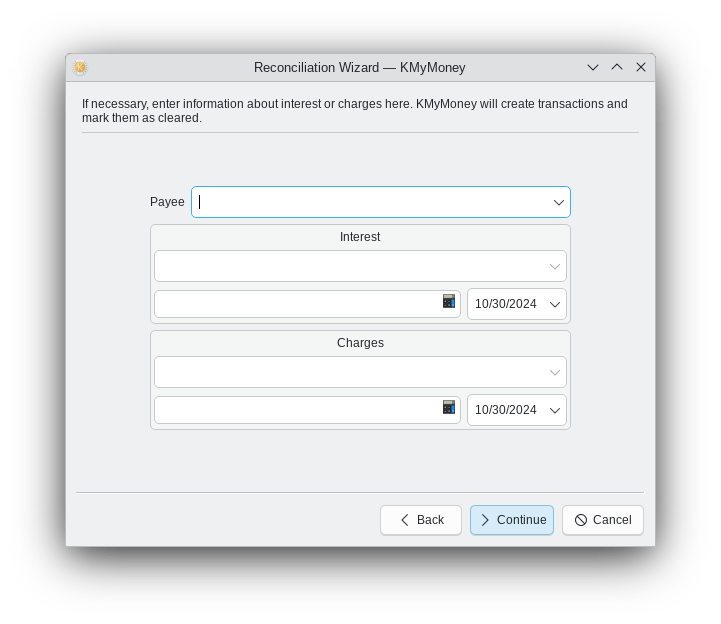 Reconciliation Wizard — KMyMoney
If necessary, enter information about interest or charges here. KMyMoney will create transactions and
mark them as cleared.
Payee
Interest
10/30/2024
Charges
10/30/2024
Back
Continue
Cancel